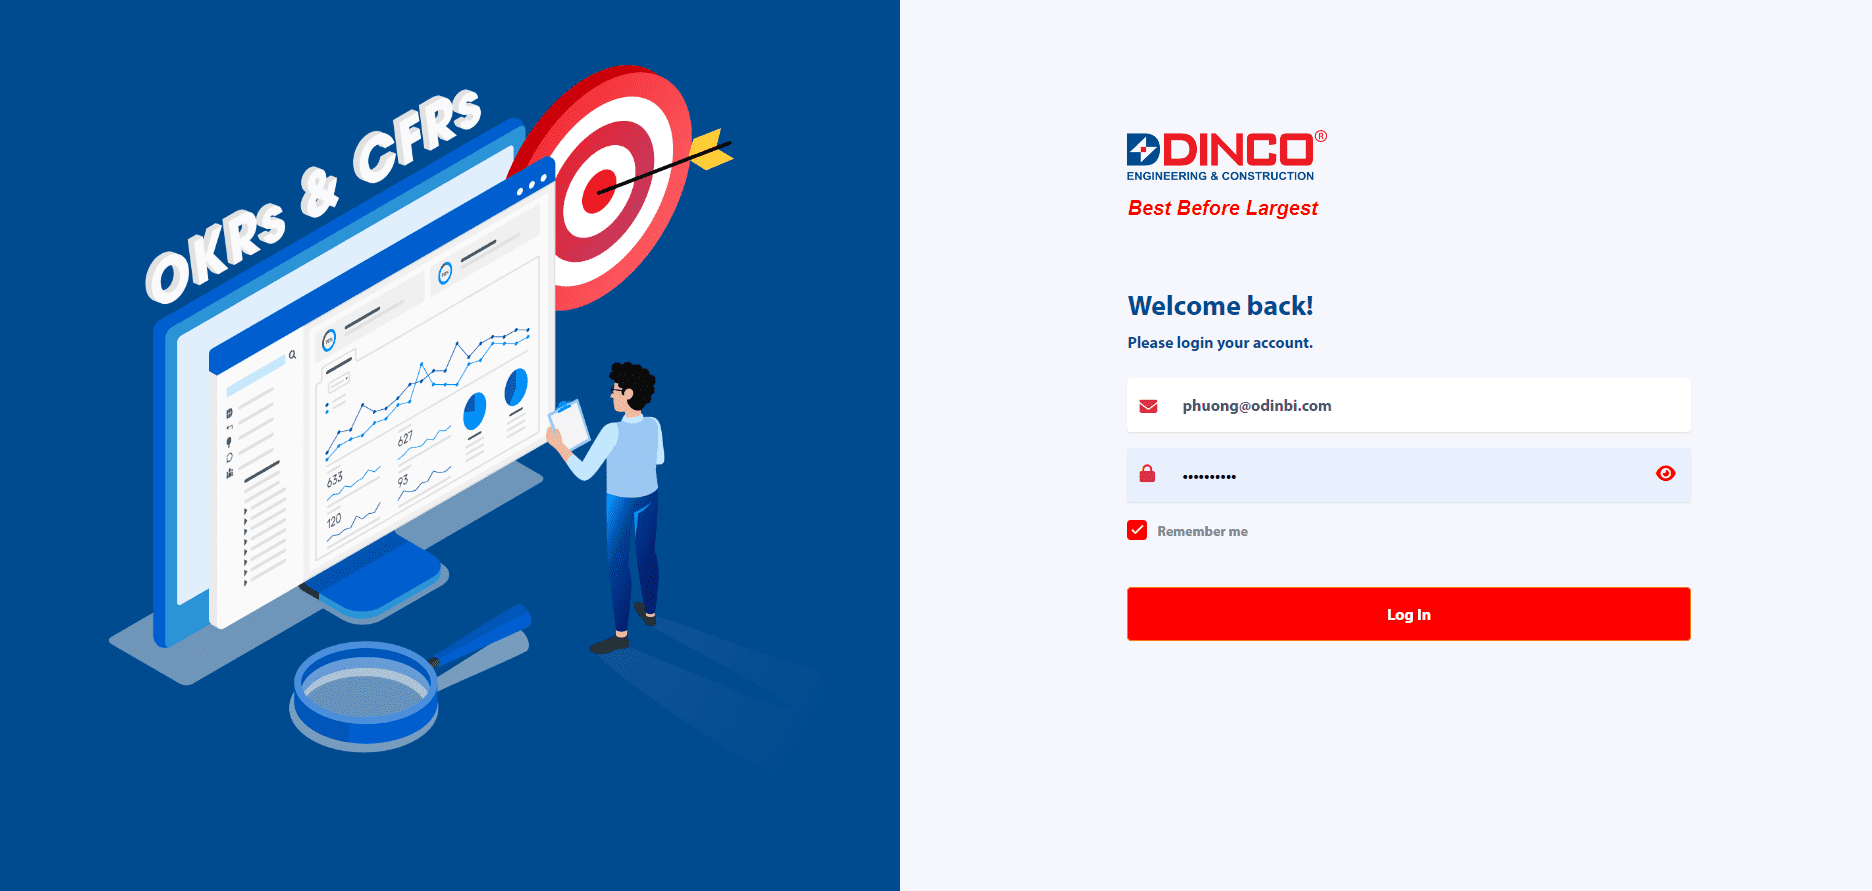 OKRs & CFRs
633
627
120
93
DINCO®
ENGINEERING & CONSTRUCTION
Best Before Largest
Welcome back!
Please login your account.
phuong@odinbi.com
••••••••••
Remember me
Log In